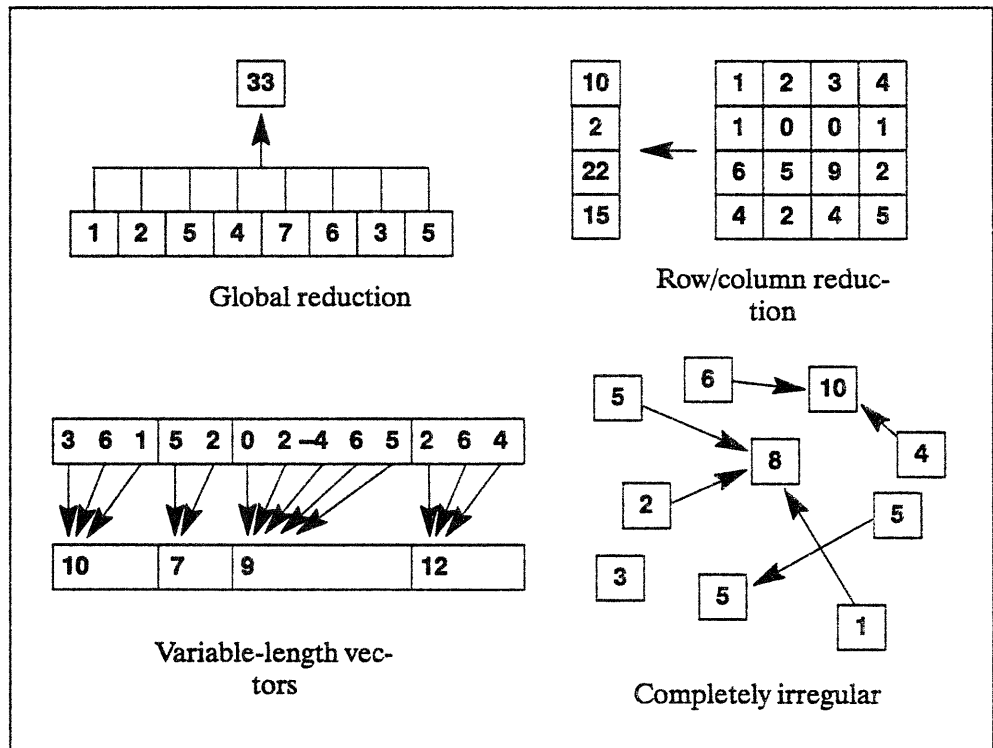 33
1 2 5 4 7 6 3 5
Global reduction
10
2
22
15
1 2 3 4
1 0 0 1
6 5 9 2
4 2 4 5
Row/column reduc-
tion
3 6 1 5 2 0 2 –4 6 5 2 6 4
10 7 9 12
Variable-length vec-
tors
5
6
10
8
4
2
5
3
5
1
Completely irregular